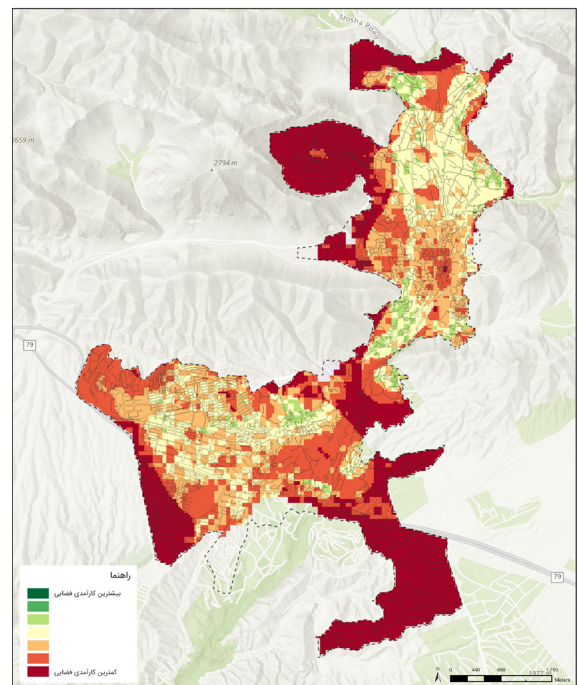 Mosha Road
2659 m
2794 m
79
79
راهنما
بیشترین کارآمدی فضایی
کمترین کارآمدی فضایی
N
0 440 880 1,760
Meters
1977 m